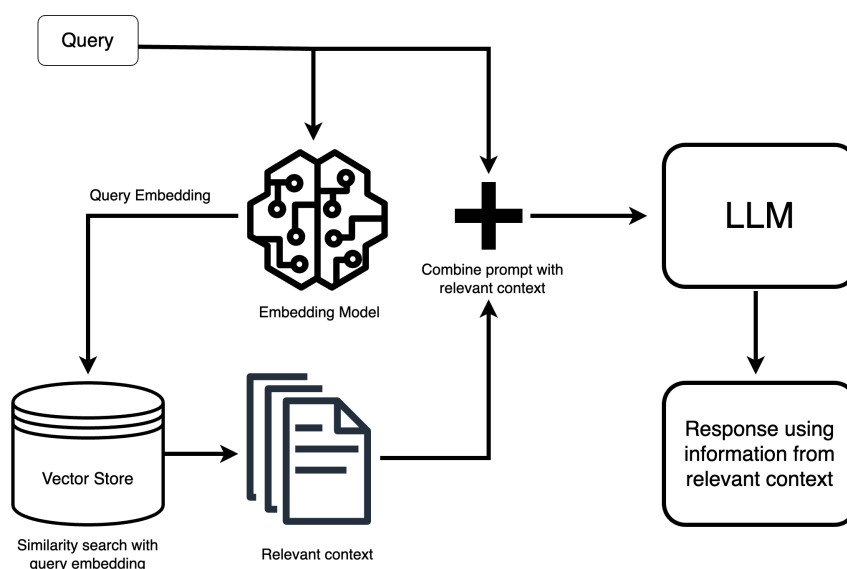 Query
Query Embedding
Embedding Model
Combine prompt with
relevant context
LLM
Vector Store
Similarity search with
query embedding
Relevant context
Response using
information from
relevant context